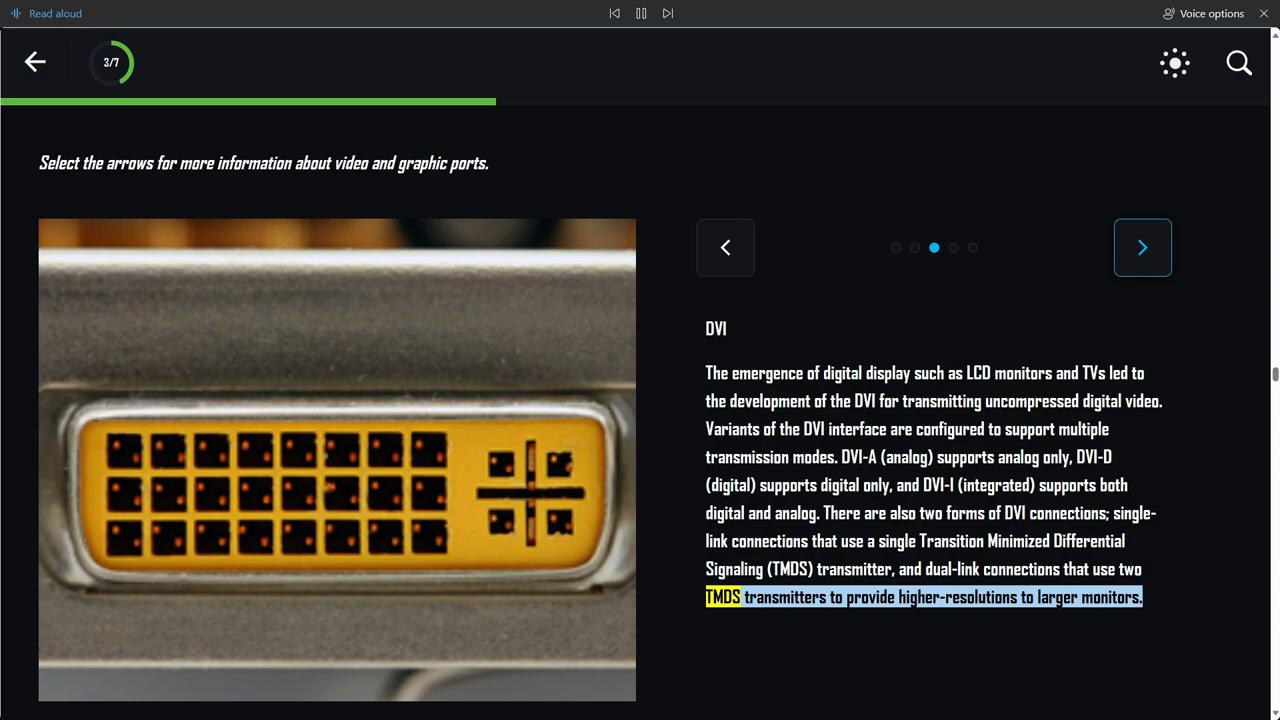 Read aloud
Voice options
3/7
Select the arrows for more information about video and graphic ports.
DVI
The emergence of digital display such as LCD monitors and TVs led to
the development of the DVI for transmitting uncompressed digital video.
Variants of the DVI interface are configured to support multiple
transmission modes. DVI-A (analog) supports analog only, DVI-D
(digital) supports digital only, and DVI-I (integrated) supports both
digital and analog. There are also two forms of DVI connections; single-
link connections that use a single Transition Minimized Differential
Signaling (TMDS) transmitter, and dual-link connections that use two
TMDS transmitters to provide higher-resolutions to larger monitors.